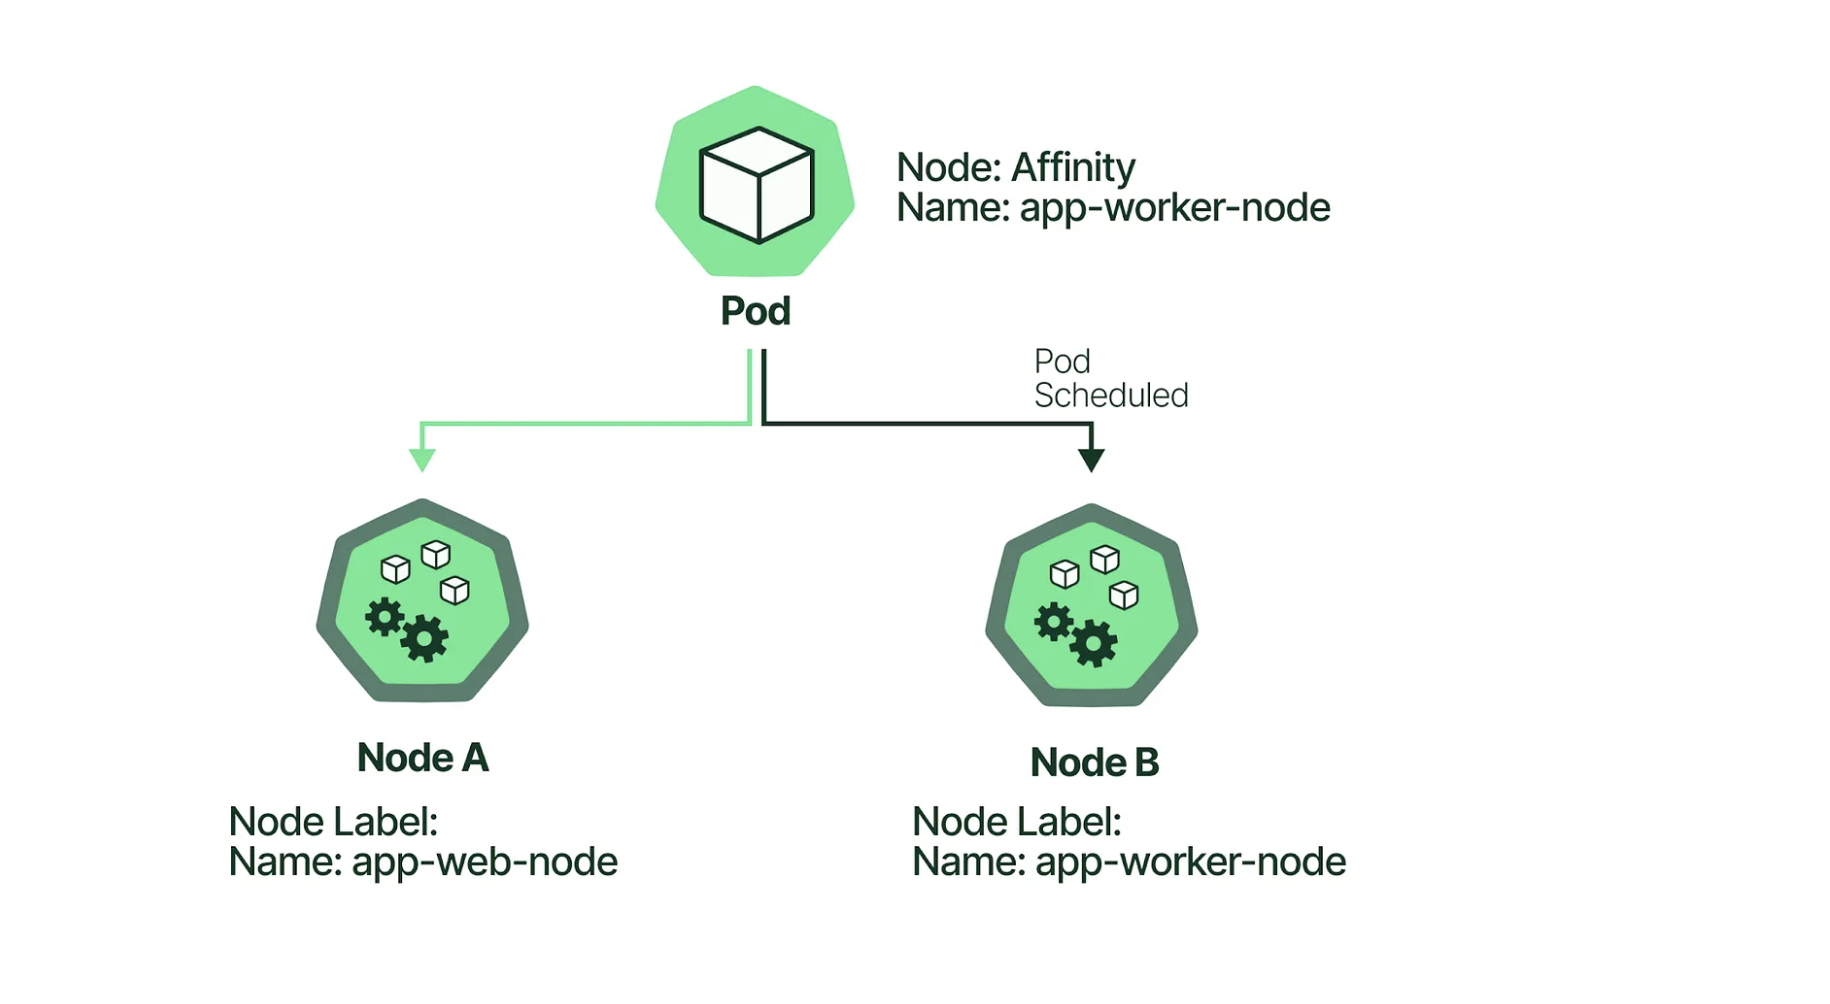 Node: Affinity
Name: app-worker-node
Pod
Pod
Scheduled
Node A
Node Label:
Name: app-web-node
Node B
Node Label:
Name: app-worker-node